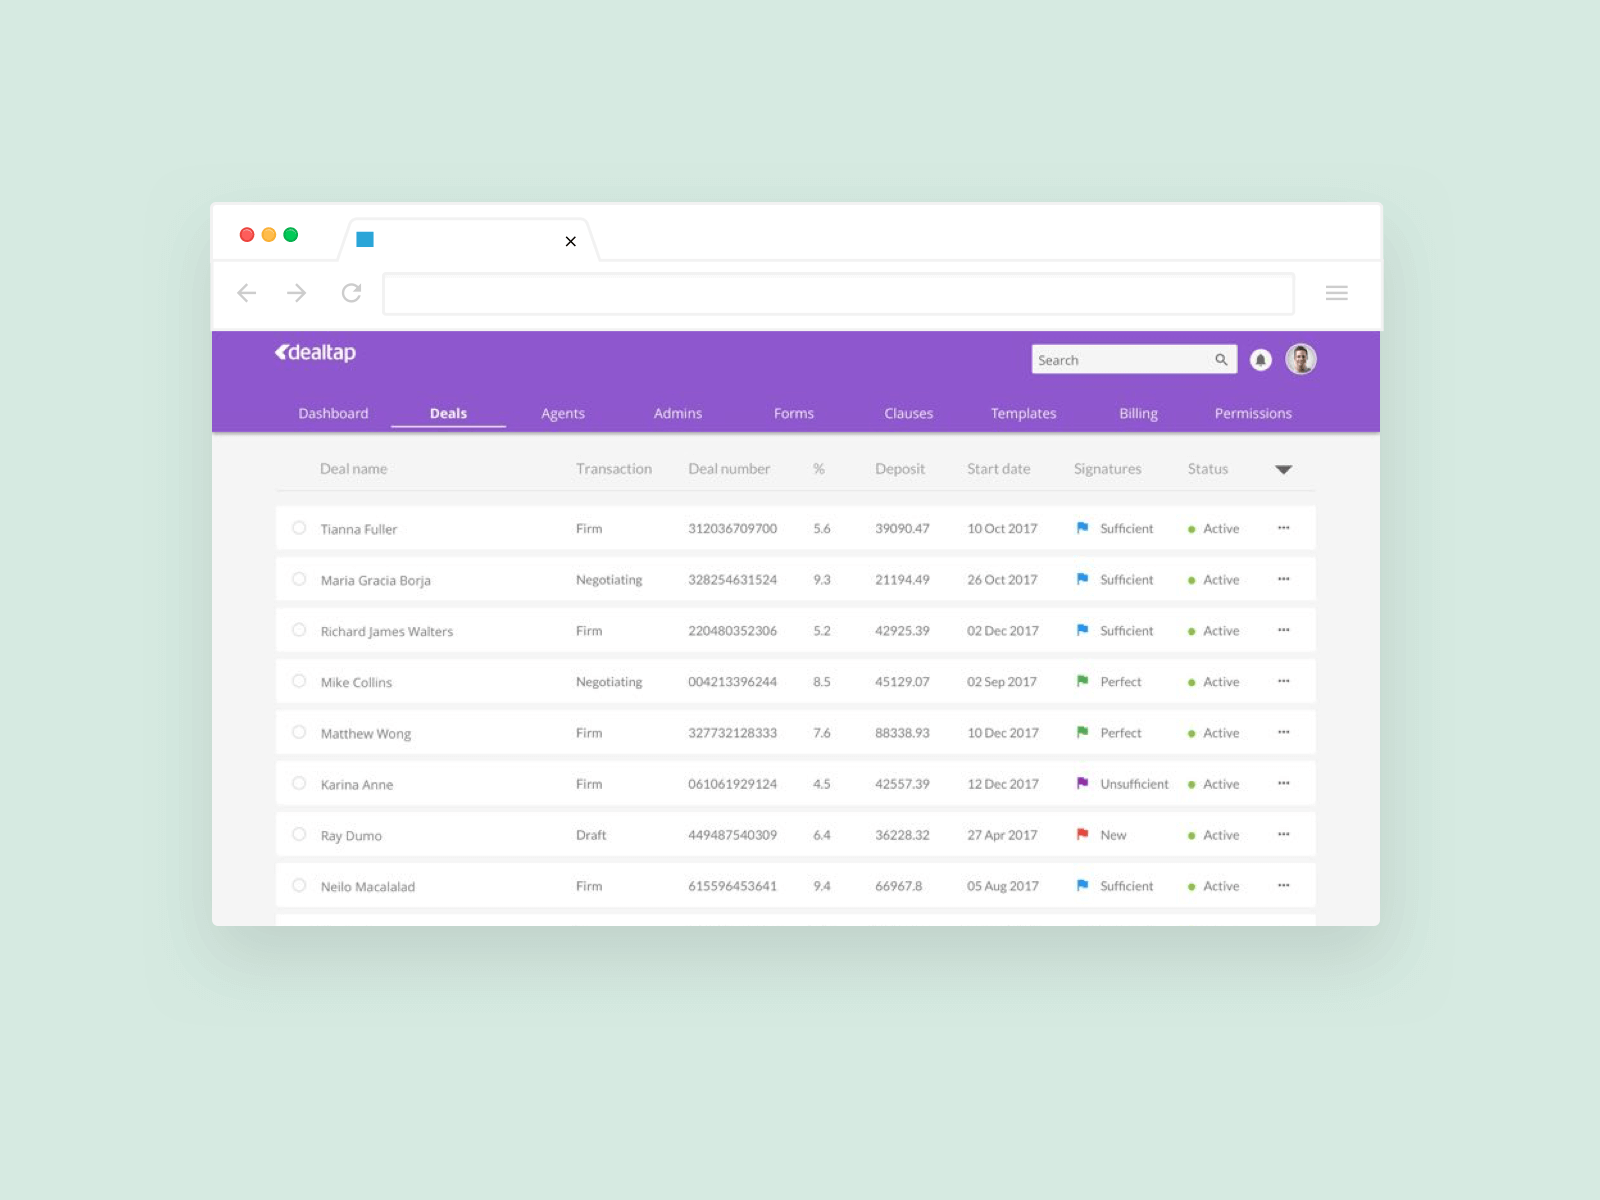 dealtap
Search
Dashboard Deals Agents Admins Forms Clauses Templates Billing Permissions
Deal name Transaction Deal number % Deposit Start date Signatures Status
Tianna Fuller Firm 312036709700 5.6 39090.47 10 Oct 2017 Sufficient Active
Maria Gracia Borja Negotiating 328254631524 9.3 21194.49 26 Oct 2017 Sufficient Active
Richard James Walters Firm 220480352306 5.2 42925.39 02 Dec 2017 Sufficient Active
Mike Collins Negotiating 004213396244 8.5 45129.07 02 Sep 2017 Perfect Active
Matthew Wong Firm 327732128333 7.6 88338.93 10 Dec 2017 Perfect Active
Karina Anne Firm 061061929124 4.5 42557.39 12 Dec 2017 Unsufficient Active
Ray Dumo Draft 449487540309 6.4 36228.32 27 Apr 2017 New Active
Neilo Macalalad Firm 615596453641 9.4 66967.8 05 Aug 2017 Sufficient Active